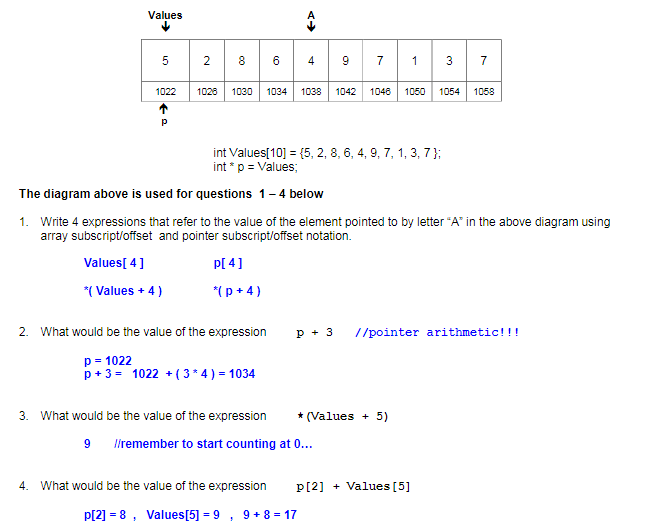 Values A
5 2 8 6 4 9 7 1 3 7
1022 1026 1030 1034 1038 1042 1046 1050 1054 1058
p
int Values[10] = {5, 2, 8, 6, 4, 9, 7, 1, 3, 7 };
int * p = Values;
The diagram above is used for questions 1 – 4 below
1. Write 4 expressions that refer to the value of the element pointed to by letter “A” in the above diagram using
array subscript/offset and pointer subscript/offset notation.
Values[ 4 ] p[ 4 ]
*( Values + 4 ) *( p + 4 )
2. What would be the value of the expression p + 3 //pointer arithmetic!!!
p = 1022
p + 3 = 1022 + ( 3 * 4 ) = 1034
3. What would be the value of the expression *(Values + 5)
9 //remember to start counting at 0...
4. What would be the value of the expression p[2] + Values[5]
p[2] = 8 , Values[5] = 9 , 9 + 8 = 17